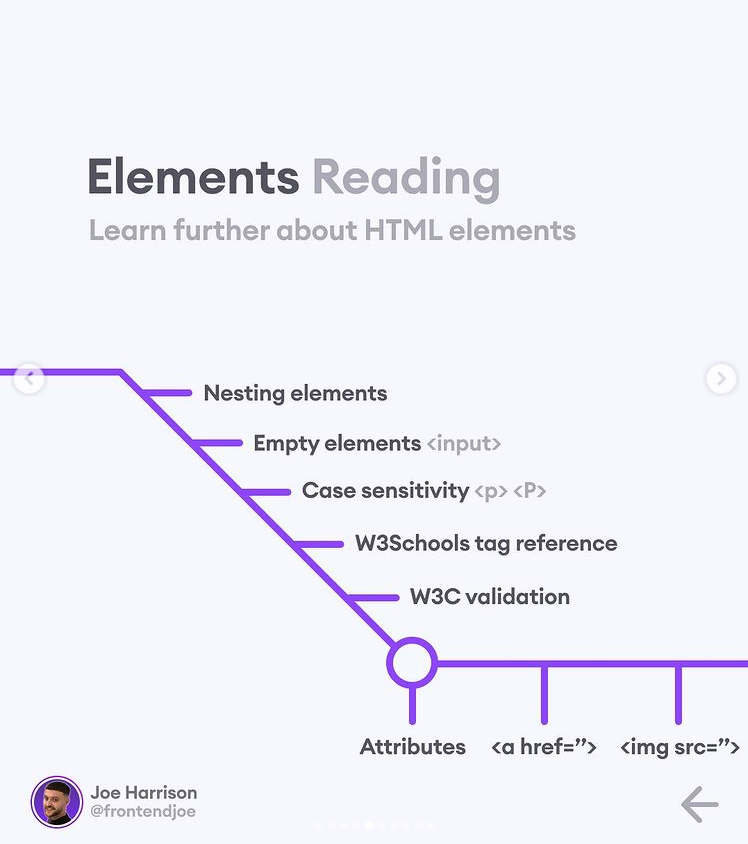 Elements Reading
Learn further about HTML elements
Nesting elements
Empty elements <input>
Case sensitivity <p> <P>
W3Schools tag reference
W3C validation
Attributes <a href=”> <img src=”>
Joe Harrison
@frontendjoe